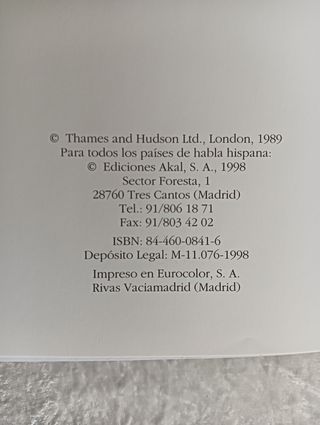 © Thames and Hudson Ltd., London, 1989
Para todos los países de habla hispana:
© Ediciones Akal, S. A., 1998
Sector Foresta, 1
28760 Tres Cantos (Madrid)
Tel.: 91/806 18 71
Fax: 91/803 42 02
ISBN: 84-460-0841-6
Depósito Legal: M-11.076-1998
Impreso en Eurocolor, S. A.
Rivas Vaciamadrid (Madrid)